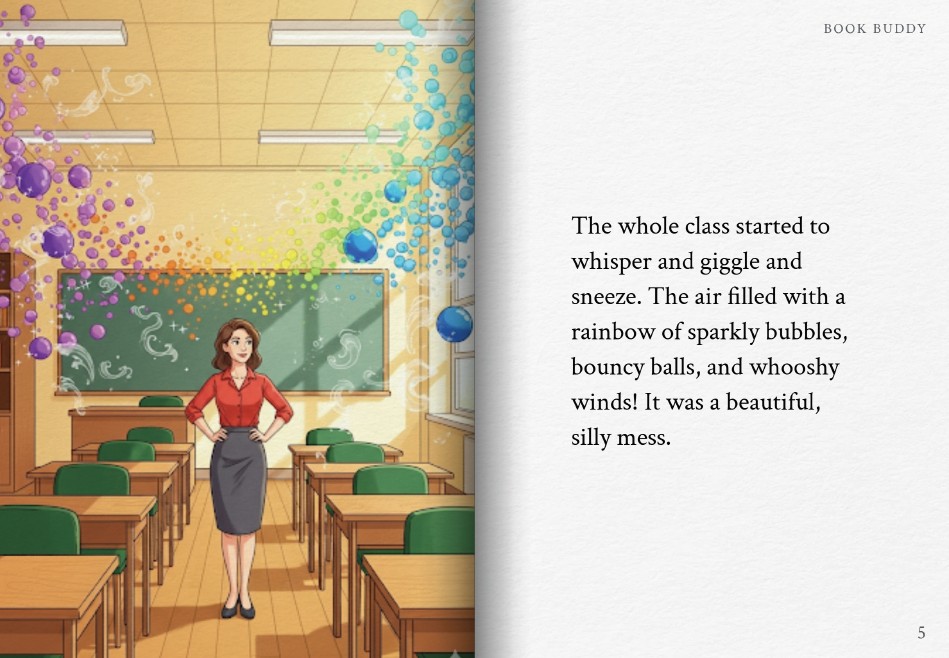 BOOK BUDDY
The whole class started to
whisper and giggle and
sneeze. The air filled with a
rainbow of sparkly bubbles,
bouncy balls, and whooshy
winds! It was a beautiful,
silly mess.
5